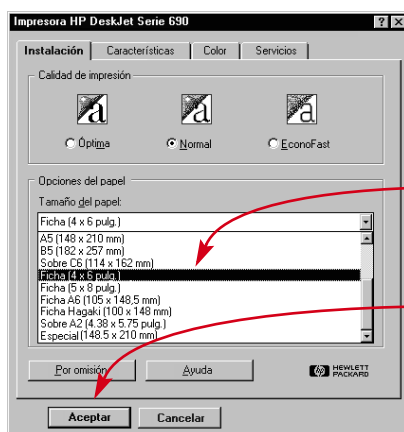 Impresora HP DeskJet Serie 690
Instalación Características Color Servicios
Calidad de impresión
Óptima Normal EconoFast
Opciones del papel
Tamaño del papel:
Ficha (4 x 6 pulg.)
A5 (148 x 210 mm)
B5 (182 x 257 mm)
Sobre C6 (114 x 162 mm)
Ficha (4 x 6 pulg.)
Ficha (5 x 8 pulg.)
Ficha A6 (105 x 148,5 mm)
Ficha Hagaki (100 x 148 mm)
Sobre A2 (4.38 x 5.75 pulg.)
Especial (148.5 x 210 mm)
Por omisión Ayuda hp HEWLETT
PACKARD
Aceptar Cancelar